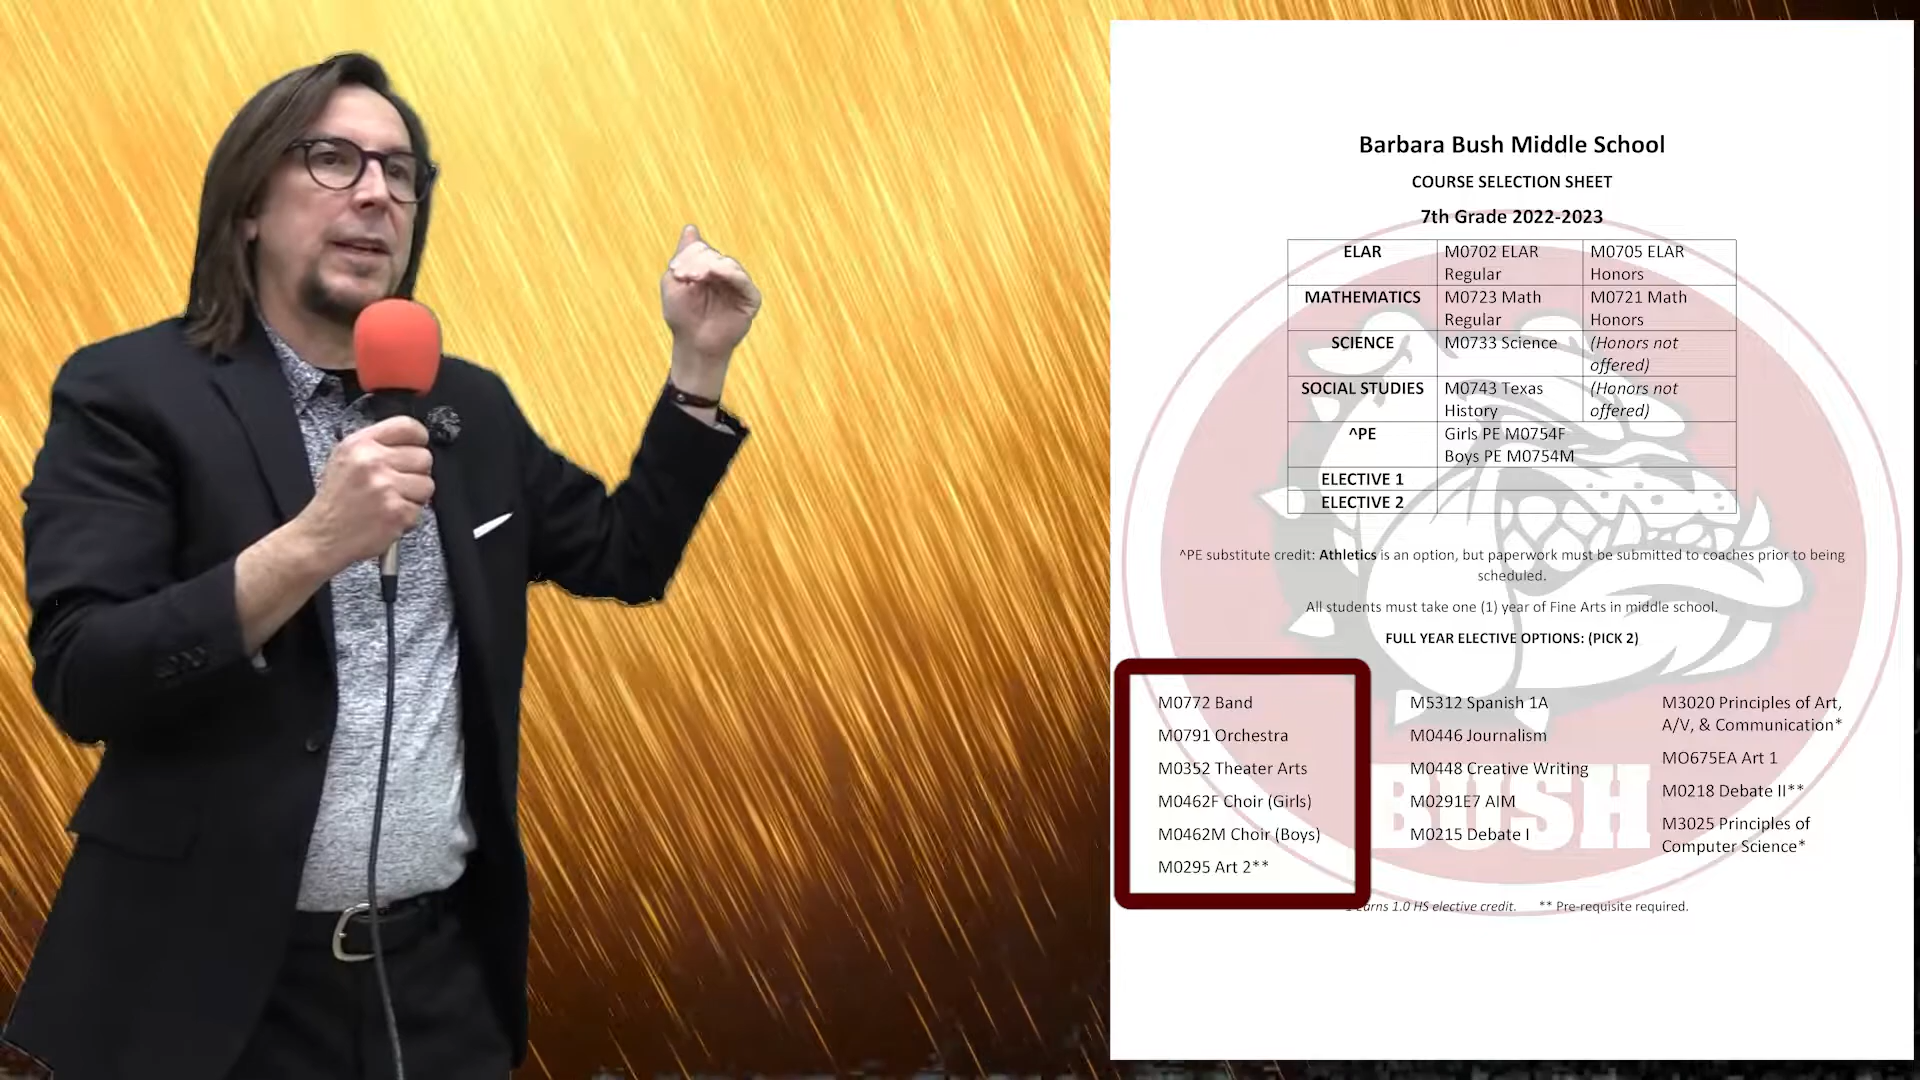 Barbara Bush Middle School
COURSE SELECTION SHEET
7th Grade 2022-2023
ELAR M0702 ELAR Regular M0705 ELAR Honors
MATHEMATICS M0723 Math Regular M0721 Math Honors
SCIENCE M0733 Science (Honors not offered)
SOCIAL STUDIES M0743 Texas History (Honors not offered)
^PE Girls PE M0754F
Boys PE M0754M
ELECTIVE 1
ELECTIVE 2
^PE substitute credit: Athletics is an option, but paperwork must be submitted to coaches prior to being
scheduled.
All students must take one (1) year of Fine Arts in middle school.
FULL YEAR ELECTIVE OPTIONS: (PICK 2)
M0772 Band
M0791 Orchestra
M0352 Theater Arts
M0462F Choir (Girls)
M0462M Choir (Boys)
M0295 Art 2**
M5312 Spanish 1A
M0446 Journalism
M0448 Creative Writing
M0291E7 AIM
M0215 Debate I
M3020 Principles of Art,
A/V, & Communication*
MO675EA Art 1
M0218 Debate II**
M3025 Principles of
Computer Science*
BUSH
Earns 1.0 HS elective credit. ** Pre-requisite required.